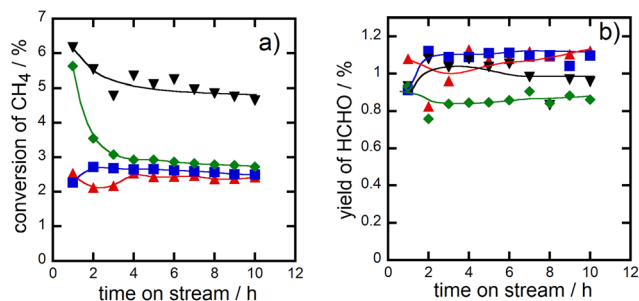 a)
conversion of CH4 / %
7
6
5
4
3
2
1
0
0 2 4 6 8 10 12
time on stream / h
b)
yield of HCHO / %
1.2
1
0.8
0.6
0.4
0.2
0
0 2 4 6 8 10 12
time on stream / h